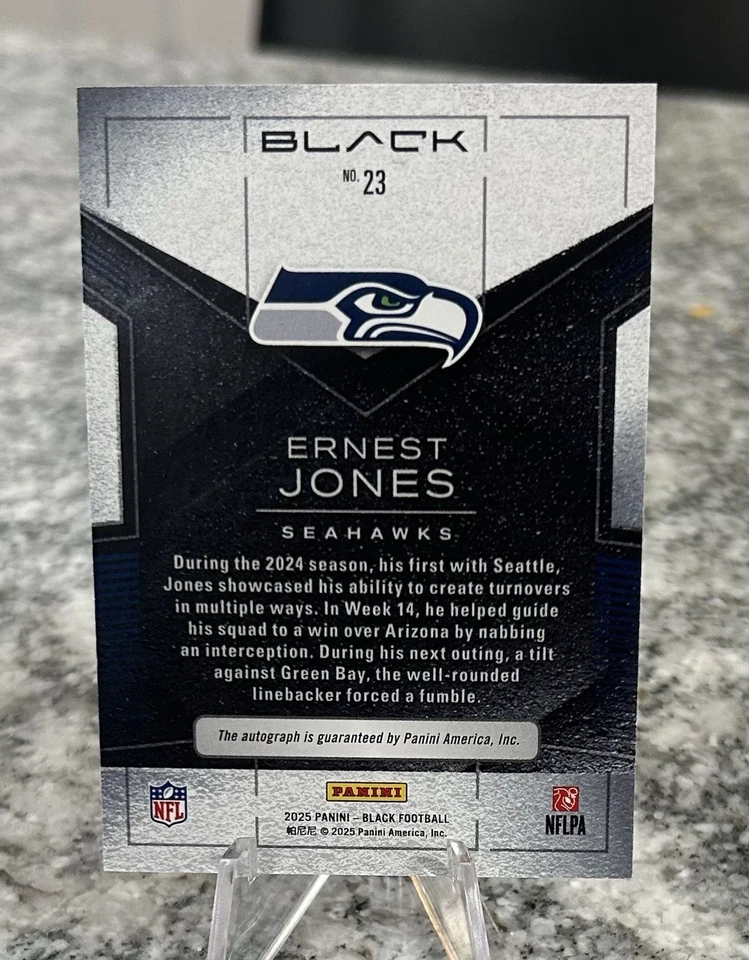 BLACK
NO. 23
ERNEST
JONES
SEAHAWKS
During the 2024 season, his first with Seattle,
Jones showcased his ability to create turnovers
in multiple ways. In Week 14, he helped guide
his squad to a win over Arizona by nabbing
an interception. During his next outing, a tilt
against Green Bay, the well-rounded
linebacker forced a fumble.
The autograph is guaranteed by Panini America, Inc.
NFL
PANINI
2025 PANINI – BLACK FOOTBALL
帕尼尼 © 2025 Panini America, Inc.
NFLPA